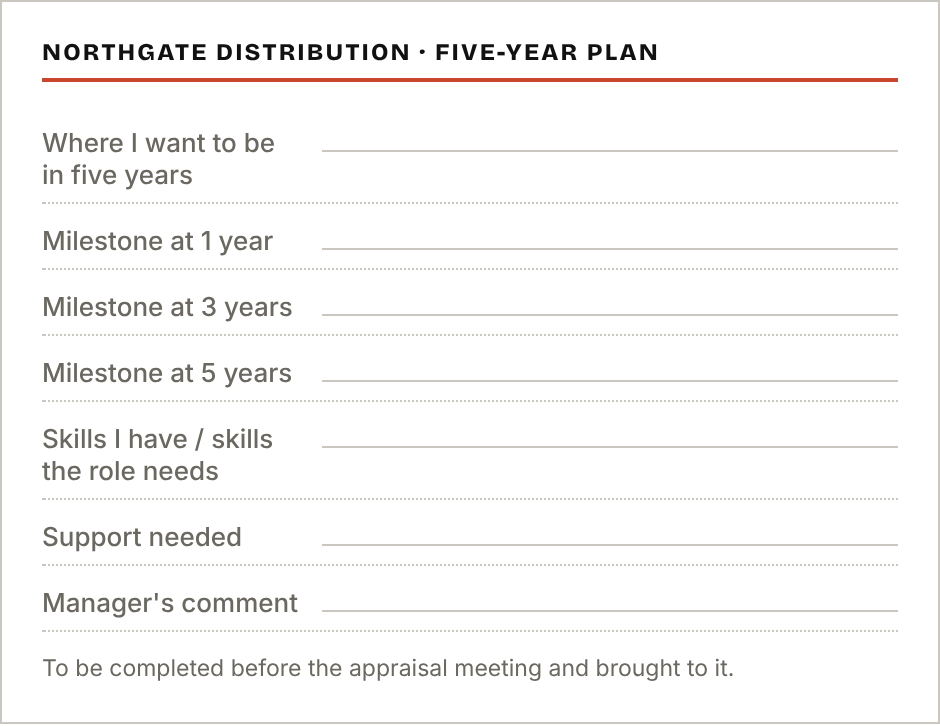 NORTHGATE DISTRIBUTION · FIVE-YEAR PLAN
Where I want to be
in five years
Milestone at 1 year
Milestone at 3 years
Milestone at 5 years
Skills I have / skills
the role needs
Support needed
Manager's comment
To be completed before the appraisal meeting and brought to it.